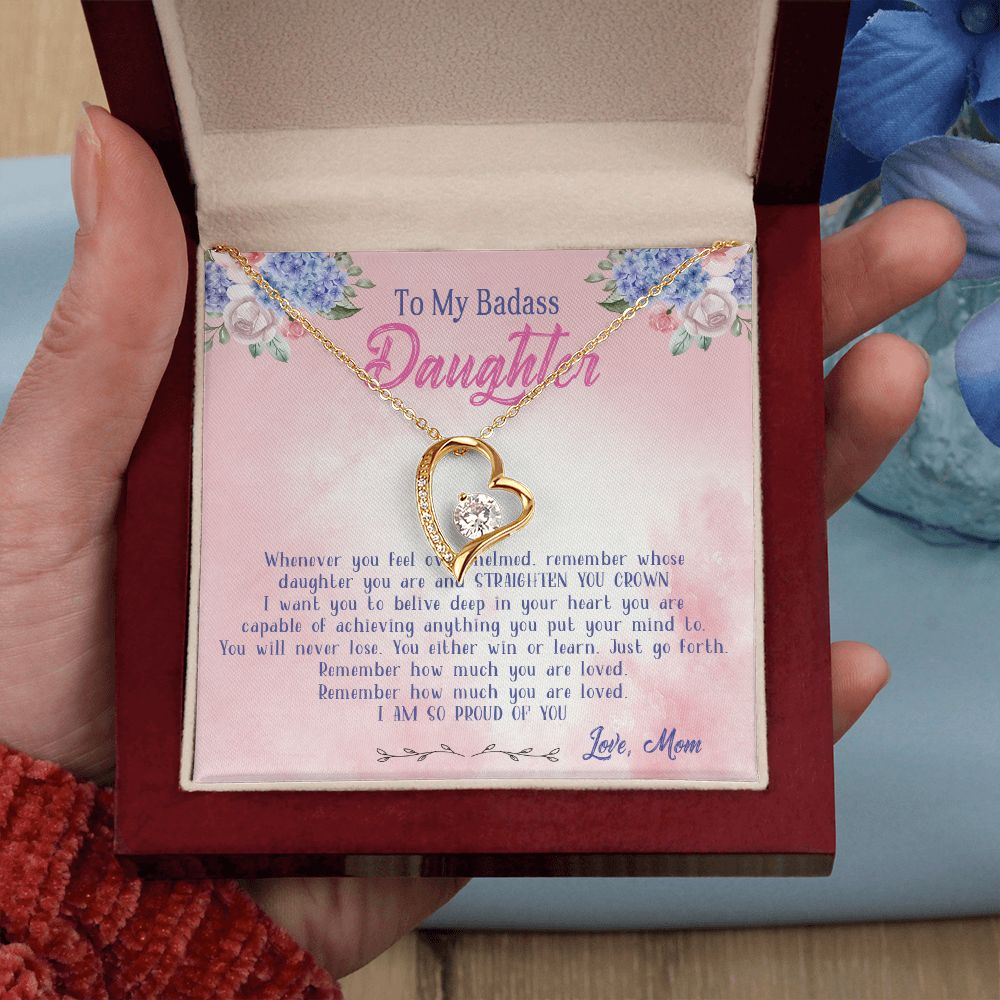 To My Badass
Daughter
Whenever you feel overwhelmed. remember whose
daughter you are and STRAIGHTEN YOU CROWN
I want you to belive deep in your heart you are
capable of achieving anything you put your mind to.
You will never lose. You either win or learn. Just go forth.
Remember how much you are loved.
Remember how much you are loved.
I AM SO PROUD OF YOU
Love, Mom